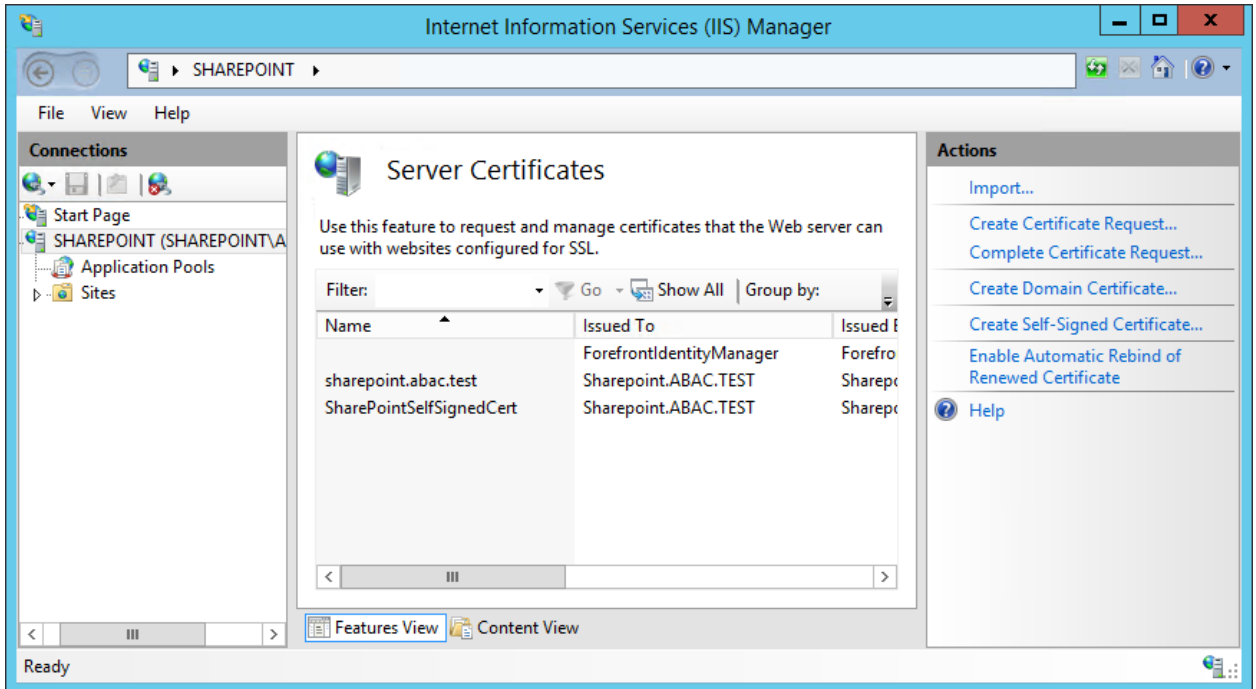 Internet Information Services (IIS) Manager
SHAREPOINT
File View Help
Connections
Start Page
SHAREPOINT (SHAREPOINT\A
Application Pools
Sites
Server Certificates
Use this feature to request and manage certificates that the Web server can
use with websites configured for SSL.
Filter: Go Show All Group by:
Name Issued To Issued
ForefrontIdentityManager Forefro
sharepoint.abac.test Sharepoint.ABAC.TEST Sharepo
SharePointSelfSignedCert Sharepoint.ABAC.TEST Sharepo
Features View Content View
Actions
Import...
Create Certificate Request...
Complete Certificate Request...
Create Domain Certificate...
Create Self-Signed Certificate...
Enable Automatic Rebind of
Renewed Certificate
Help
Ready